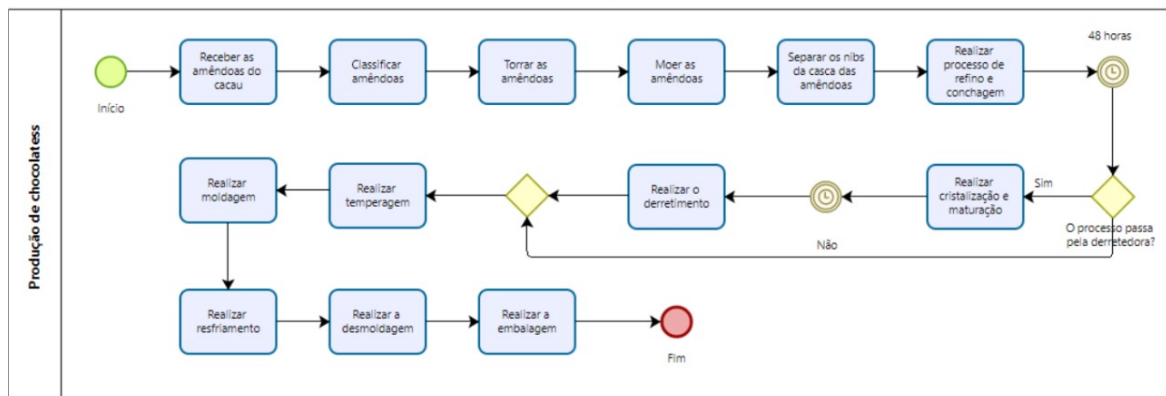 Produção de chocolatess
Início
Receber as
amêndoas do
cacau
Classificar
amêndoas
Torrar as
amêndoas
Moer as
amêndoas
Separar os nibs
da casca das
amêndoas
Realizar
processo de
refino e
conchagem
48 horas
O processo passa
pela derretedora?
Sim
Realizar
cristalização e
maturação
Não
Realizar o
derretimento
Realizar
temperagem
Realizar
moldagem
Realizar
resfriamento
Realizar a
desmoldagem
Realizar a
embalagem
Fim